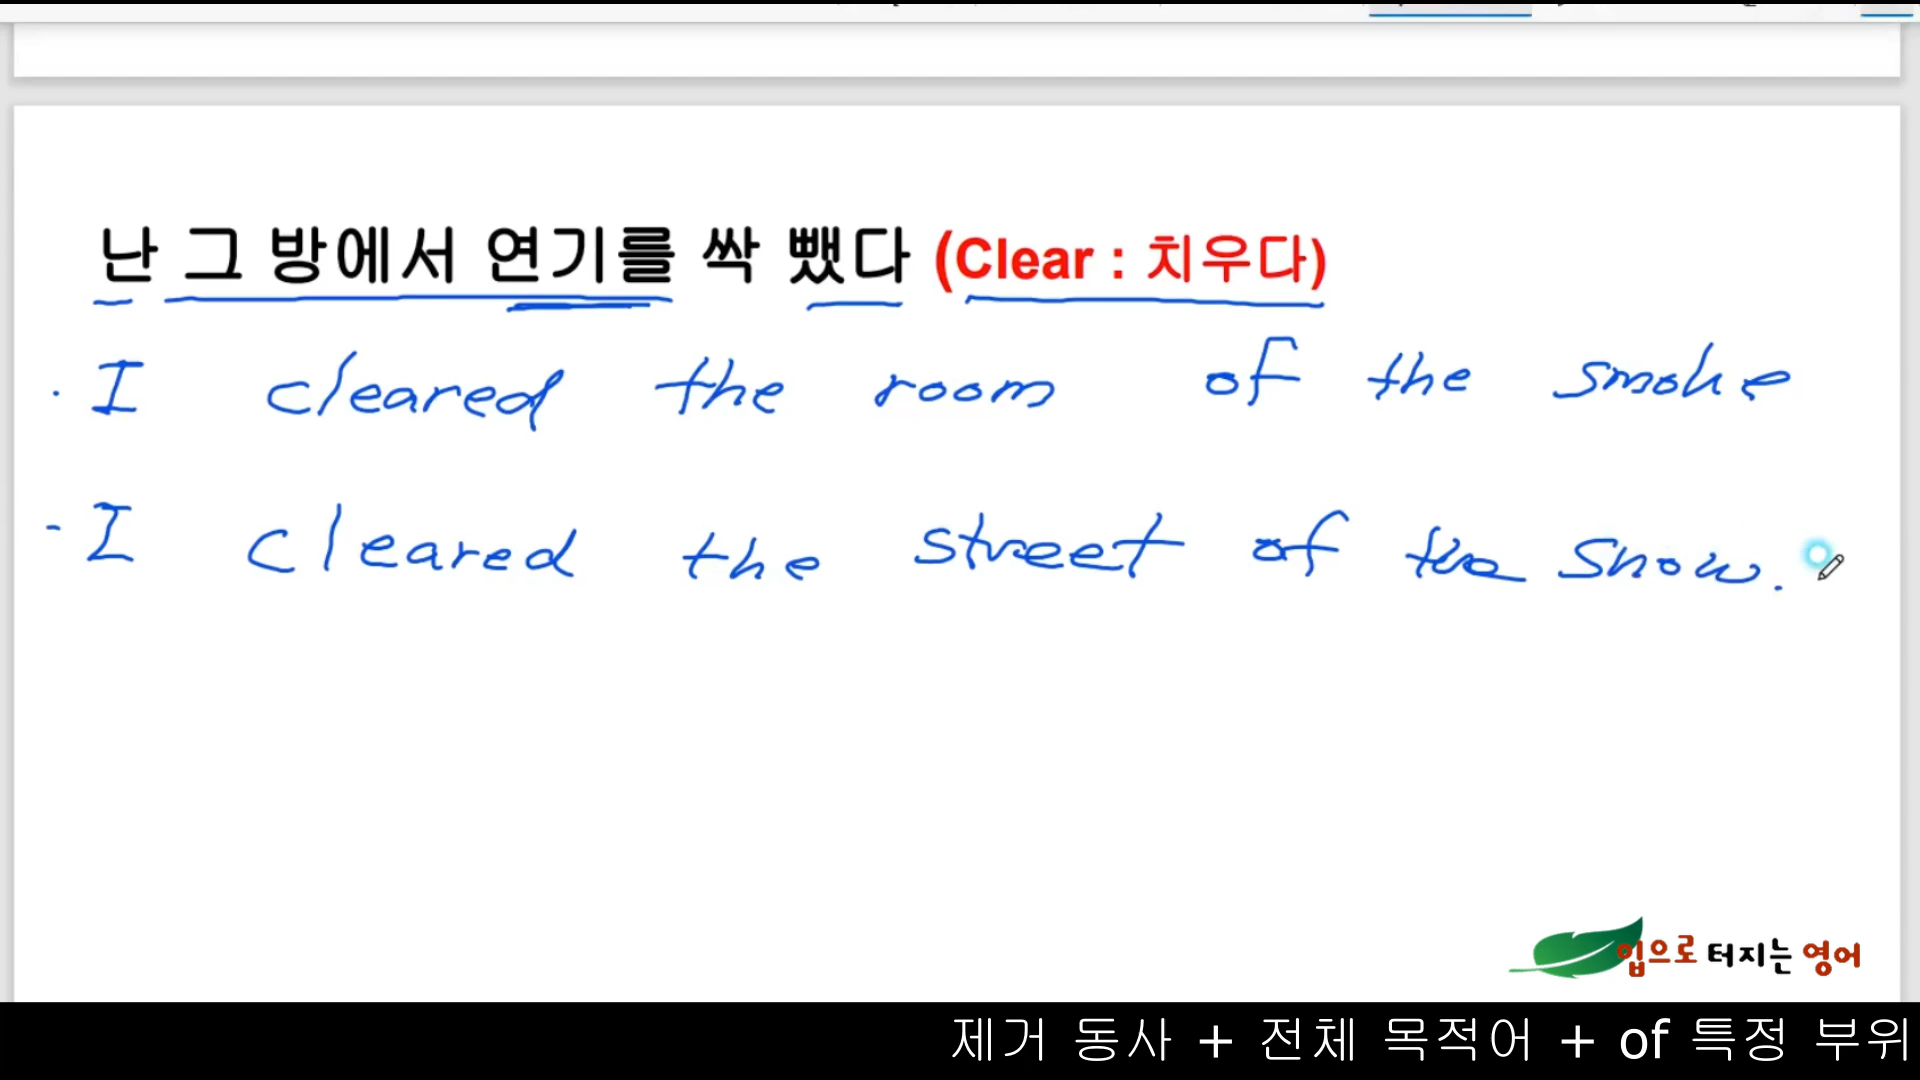 난 그 방에서 연기를 싹 뺐다 (Clear : 치우다)
· I cleared the room of the smoke
- I cleared the street of the snow.
입으로 터지는 영어
제거 동사 + 전체 목적어 + of 특정 부위